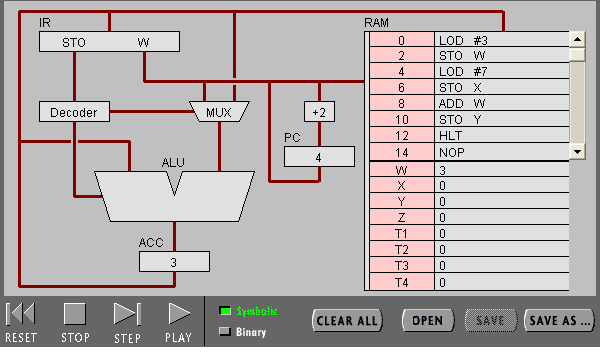 IR
RAM
STO W
Decoder
MUX
+2
PC
4
ALU
ACC
3
0 LOD #3
2 STO W
4 LOD #7
6 STO X
8 ADD W
10 STO Y
12 HLT
14 NOP
W 3
X 0
Y 0
Z 0
T1 0
T2 0
T3 0
T4 0
RESET STOP STEP PLAY
Symbolic
Binary
CLEAR ALL OPEN SAVE SAVE AS ...